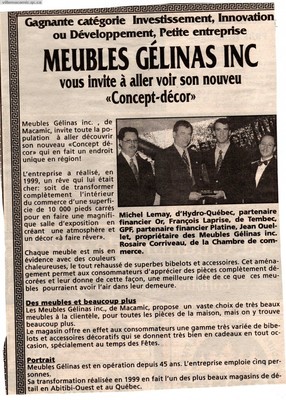 Gagnante catégorie Investissement, Innovation
ou Développement, Petite entreprise
MEUBLES GÉLINAS INC
vous invite à aller voir son nouveu
«Concept-décor»
Meubles Gélinas inc. , de
Macamic, invite toute la po-
pulation à aller découvrir
son nouveau «Concept dé-
cor» qui en fait un endroit
unique en région!
L'entreprise a réalisé, en
1999, un rêve qui lui était
cher: soit de transformer
complètement l'intérieur
du commerce d'une superfi-
cie de 10 000 pieds carrés
pour en faire une magnifi-
que salle d'exposition en
créant une atmosphère et
un décor «à faire rêver».
Chaque meuble est mis en
évidence avec des couleurs
chaleureuses, le tout rehaussé de superbes bibelots et accessoires. Cet aména-
gement permet aux consommateurs d'apprécier des pièces complètement dé-
corées et leur donne de cette façon, une meilleure idée de ce que ces meu-
bles pourraient avoir l'air dans leur demeure.
Michel Lemay, d'Hydro-Québec, partenaire
financier Or, François Laprise, de Tembec,
GPF, partenaire financier Platine, Jean Ouel-
let, propriétaire des Meubles Gélinas inc.
Rosaire Corriveau, de la Chambre de com-
merce.
Des meubles et beaucoup plus
Les Meubles Gélinas inc, de Macamic, propose un vaste choix de très beaux
meubles à la clientèle, pour toutes les pièces de la maison, mais on y trouve
beaucoup plus.
Le magasin offre en effet aux consommateurs une gamme très variée de bibe-
lots et accessoires décoratifs qui se donnent très bien en cadeaux en tout occa-
sion, spécialement au temps des Fêtes.
Portrait
Meubles Gélinas est en opération depuis 45 ans. L'entreprise emploie cinq per-
sonnes.
Sa transformation réalisée en 1999 en fait l'un des plus beaux magasins de dé-
tail en Abitibi-Ouest et au Québec.